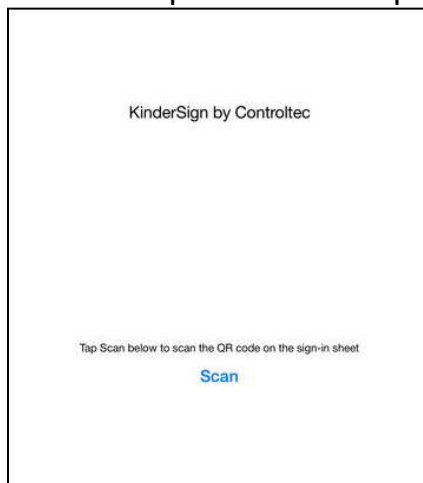 KinderSign by Controltec
Tap Scan below to scan the QR code on the sign-in sheet
Scan